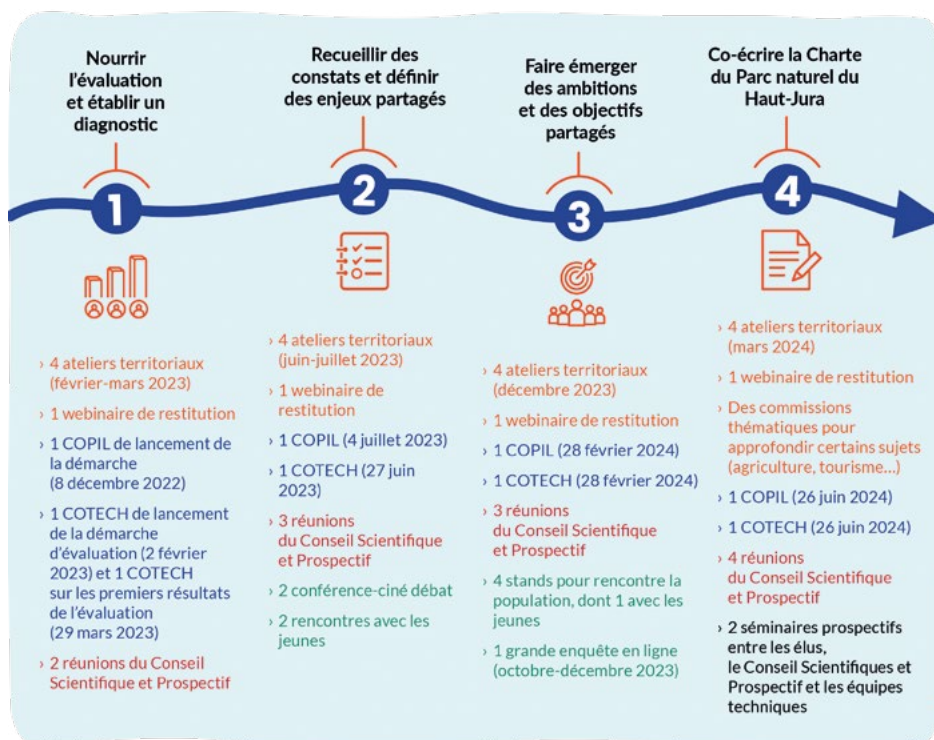 Nourrir
l'évaluation
et établir un
diagnostic
1
› 4 ateliers territoriaux
(février-mars 2023)
› 1 webinaire de restitution
› 1 COPIL de lancement de
la démarche
(8 décembre 2022)
› 1 COTECH de lancement
de la démarche
d'évaluation (2 février
2023) et 1 COTECH
sur les premiers résultats
de l'évaluation
(29 mars 2023)
› 2 réunions du Conseil
Scientifique et Prospectif
Recueillir des
constats et définir
des enjeux partagés
2
› 4 ateliers territoriaux
(juin-juillet 2023)
› 1 webinaire de
restitution
› 1 COPIL (4 juillet 2023)
› 1 COTECH (27 juin
2023)
› 3 réunions
du Conseil Scientifique
et Prospectif
› 2 conférence-ciné débat
› 2 rencontres avec les
jeunes
Faire émerger
des ambitions
et des objectifs
partagés
3
› 4 ateliers territoriaux
(décembre 2023)
› 1 webinaire de restitution
› 1 COPIL (28 février 2024)
› 1 COTECH (28 février 2024)
› 3 réunions
du Conseil Scientifique
et Prospectif
› 4 stands pour rencontre la
population, dont 1 avec les
jeunes
› 1 grande enquête en ligne
(octobre-décembre 2023)
Co-écrire la Charte
du Parc naturel du
Haut-Jura
4
› 4 ateliers territoriaux
(mars 2024)
› 1 webinaire de restitution
› Des commissions
thématiques pour
approfondir certains sujets
(agriculture, tourisme...)
› 1 COPIL (26 juin 2024)
› 1 COTECH (26 juin 2024)
› 4 réunions
du Conseil Scientifique
et Prospectif
› 2 séminaires prospectifs
entre les élus,
le Conseil Scientifiques et
Prospectif et les équipes
techniques